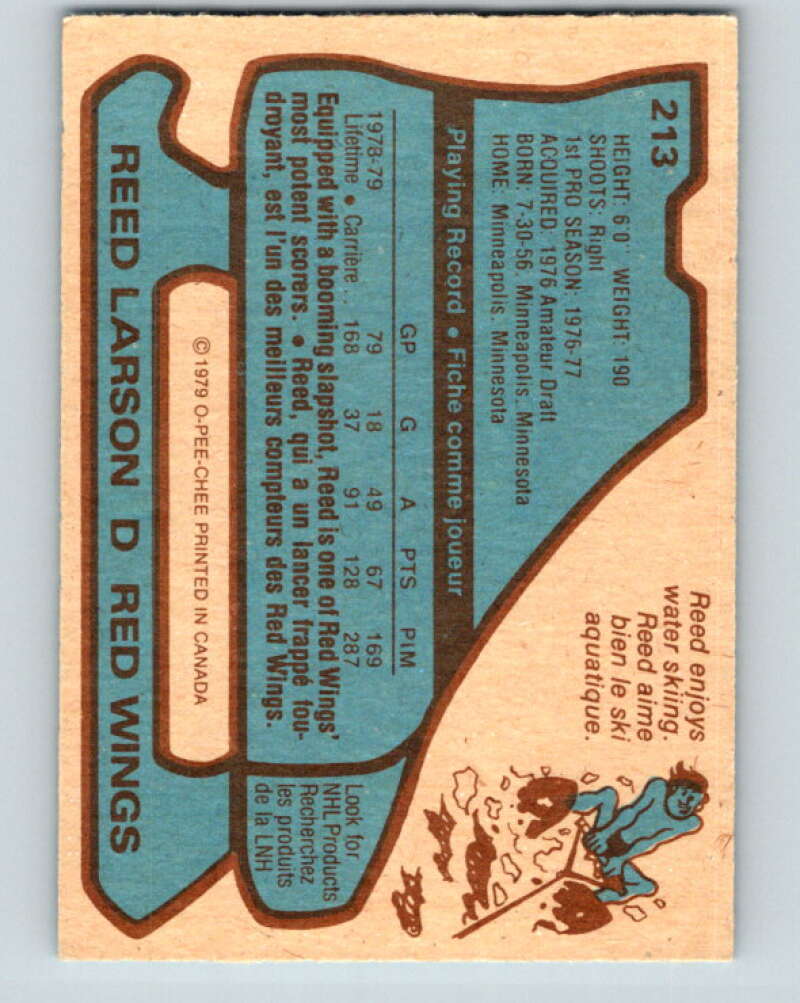 213
HEIGHT: 6'0" WEIGHT: 190
SHOOTS: Right
1st PRO SEASON: 1976-77
ACQUIRED: 1976 Amateur Draft
BORN: 7-30-56, Minneapolis, Minnesota
HOME: Minneapolis, Minnesota
Reed enjoys
water skiing.
Reed aime
bien le ski
aquatique.
Playing Record • Fiche comme joueur
GP G A PTS PIM
1978-79 79 18 49 67 169
Lifetime • Carrière .. 168 37 91 128 287
Equipped with a booming slapshot, Reed is one of Red Wings'
most potent scorers. • Reed, qui a un lancer frappé fou-
droyant, est l'un des meilleurs compteurs des Red Wings.
Look for
NHL Products
Recherchez
les produits
de la LNH
© 1979 O-PEE-CHEE PRINTED IN CANADA
REED LARSON D RED WINGS